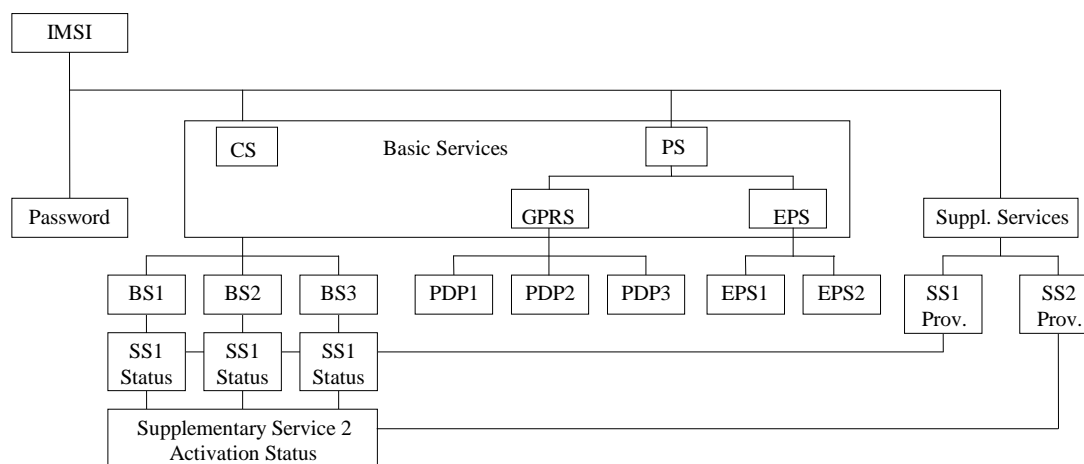 IMSI
CS
Basic Services
PS
Password
GPRS
EPS
Suppl. Services
BS1
BS2
BS3
PDP1
PDP2
PDP3
EPS1
EPS2
SS1
Prov.
SS2
Prov.
SS1
Status
SS1
Status
SS1
Status
Supplementary Service 2
Activation Status